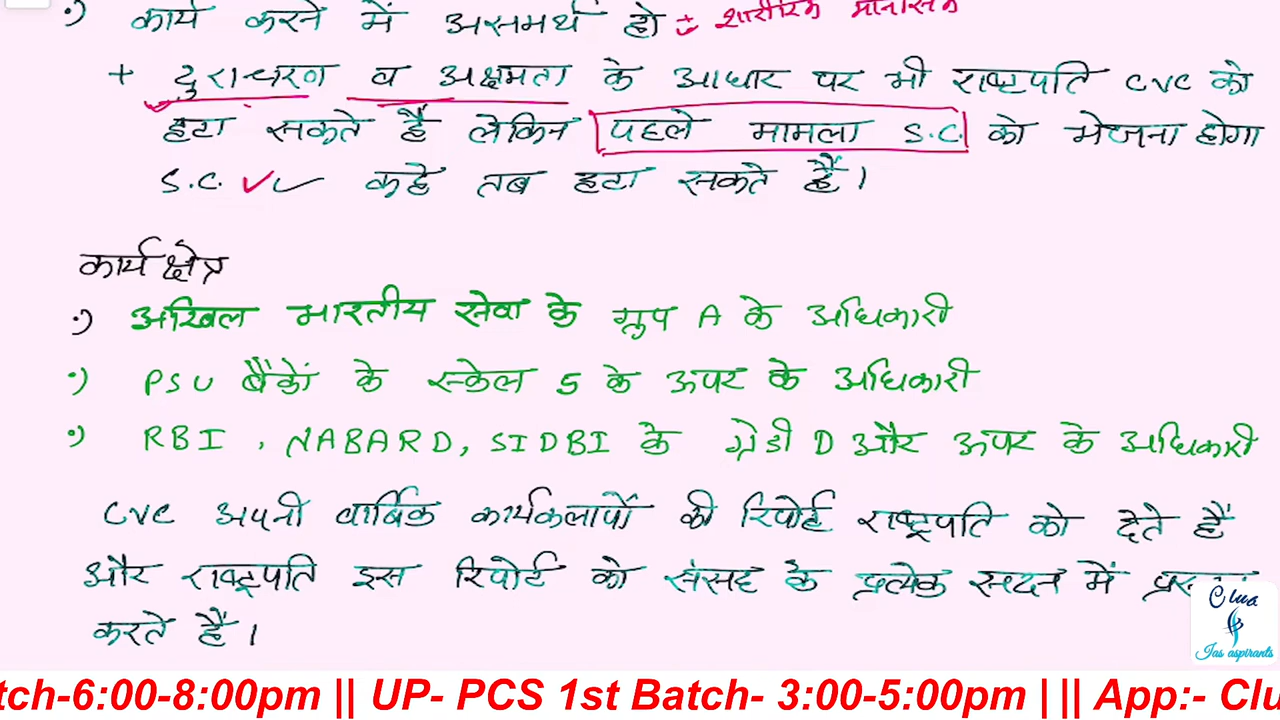 •) कार्य करने में असमर्थ हो ÷ शारीरिक मानसिक
+ दुराचरण व अक्षमता के आधार पर भी राष्ट्रपति CVC को
हटा सकते हैं लेकिन पहले मामला S.C. को भेजना होगा
S.C. ✓✓ कहे तब हटा सकते हैं।
कार्यक्षेत्र
•) अखिल भारतीय सेवा के ग्रुप A के अधिकारी
•) PSU बैंकों के स्केल 5 के ऊपर के अधिकारी
•) RBI, NABARD, SIDBI के ग्रेडी D और ऊपर के अधिकारी
CVC अपनी वार्षिक कार्यकलापों की रिपोर्ट राष्ट्रपति को देते हैं
और राष्ट्रपति इस रिपोर्ट को संसद के प्रत्येक सदन में
करते हैं।
Clue
Ias aspirants
tch-6:00-8:00pm || UP- PCS 1st Batch- 3:00-5:00pm | || App:- Clu